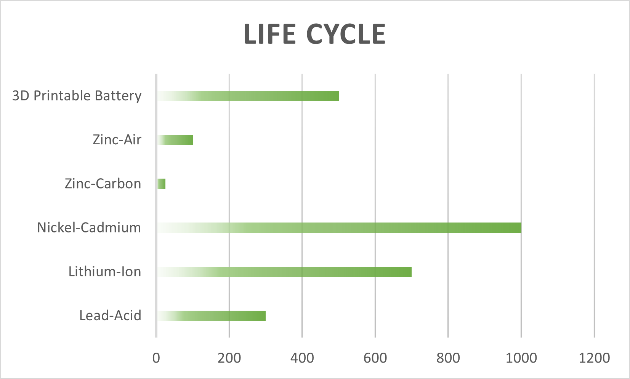 LIFE CYCLE
3D Printable Battery
Zinc-Air
Zinc-Carbon
Nickel-Cadmium
Lithium-Ion
Lead-Acid
0 200 400 600 800 1000 1200